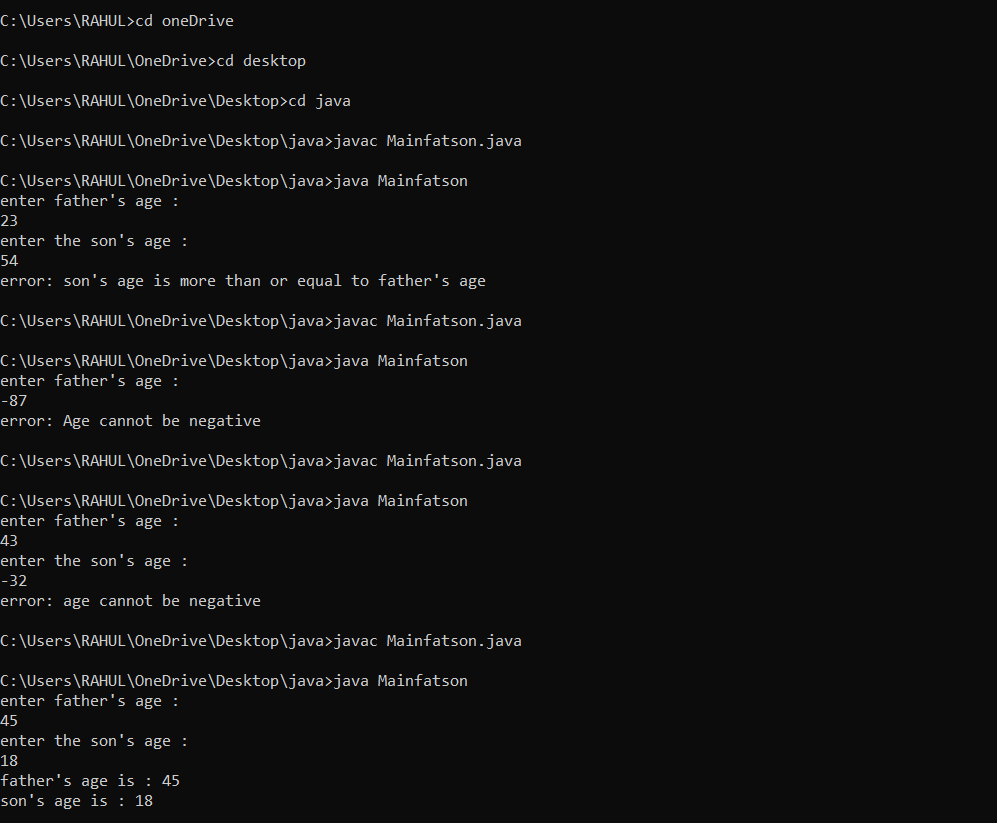 C:\Users\RAHUL>cd oneDrive
C:\Users\RAHUL\OneDrive>cd desktop
C:\Users\RAHUL\OneDrive\Desktop>cd java
C:\Users\RAHUL\OneDrive\Desktop\java>javac Mainfatson.java
C:\Users\RAHUL\OneDrive\Desktop\java>java Mainfatson
enter father's age :
23
enter the son's age :
54
error: son's age is more than or equal to father's age
C:\Users\RAHUL\OneDrive\Desktop\java>javac Mainfatson.java
C:\Users\RAHUL\OneDrive\Desktop\java>java Mainfatson
enter father's age :
-87
error: Age cannot be negative
C:\Users\RAHUL\OneDrive\Desktop\java>javac Mainfatson.java
C:\Users\RAHUL\OneDrive\Desktop\java>java Mainfatson
enter father's age :
43
enter the son's age :
-32
error: age cannot be negative
C:\Users\RAHUL\OneDrive\Desktop\java>javac Mainfatson.java
C:\Users\RAHUL\OneDrive\Desktop\java>java Mainfatson
enter father's age :
45
enter the son's age :
18
father's age is : 45
son's age is : 18